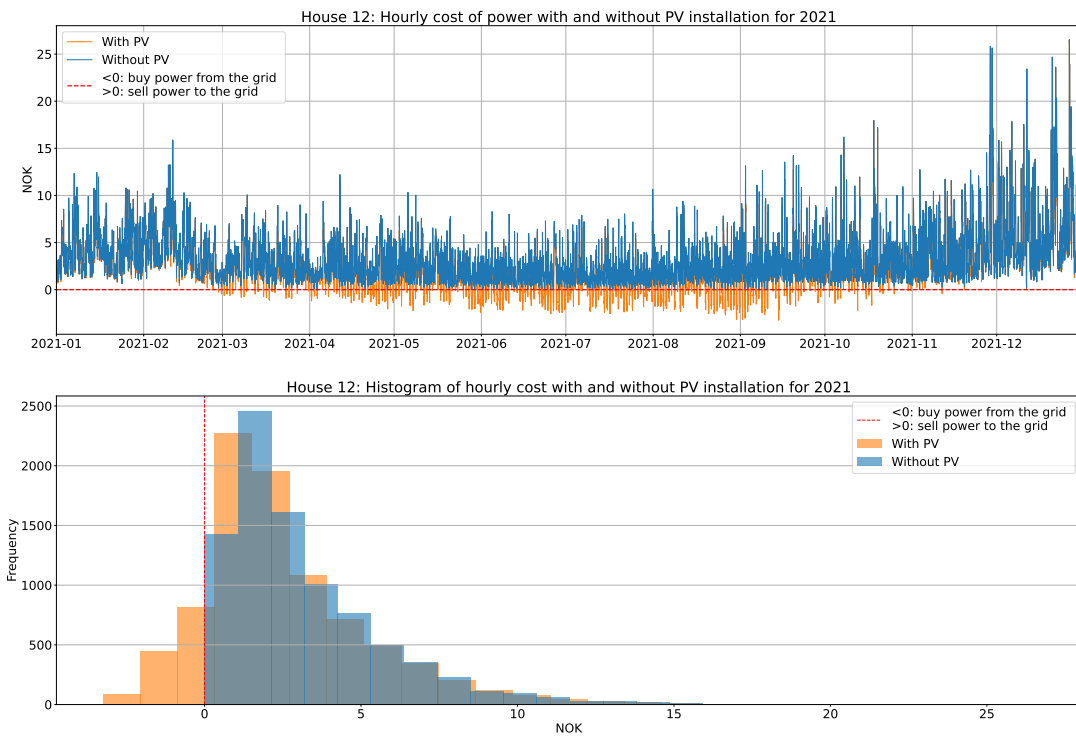 House 12: Hourly cost of power with and without PV installation for 2021
With PV
Without PV
<0: buy power from the grid
>0: sell power to the grid
NOK
25
20
15
10
5
0
2021-01 2021-02 2021-03 2021-04 2021-05 2021-06 2021-07 2021-08 2021-09 2021-10 2021-11 2021-12
House 12: Histogram of hourly cost with and without PV installation for 2021
<0: buy power from the grid
>0: sell power to the grid
With PV
Without PV
Frequency
2500
2000
1500
1000
500
0
0 5 10 15 20 25
NOK